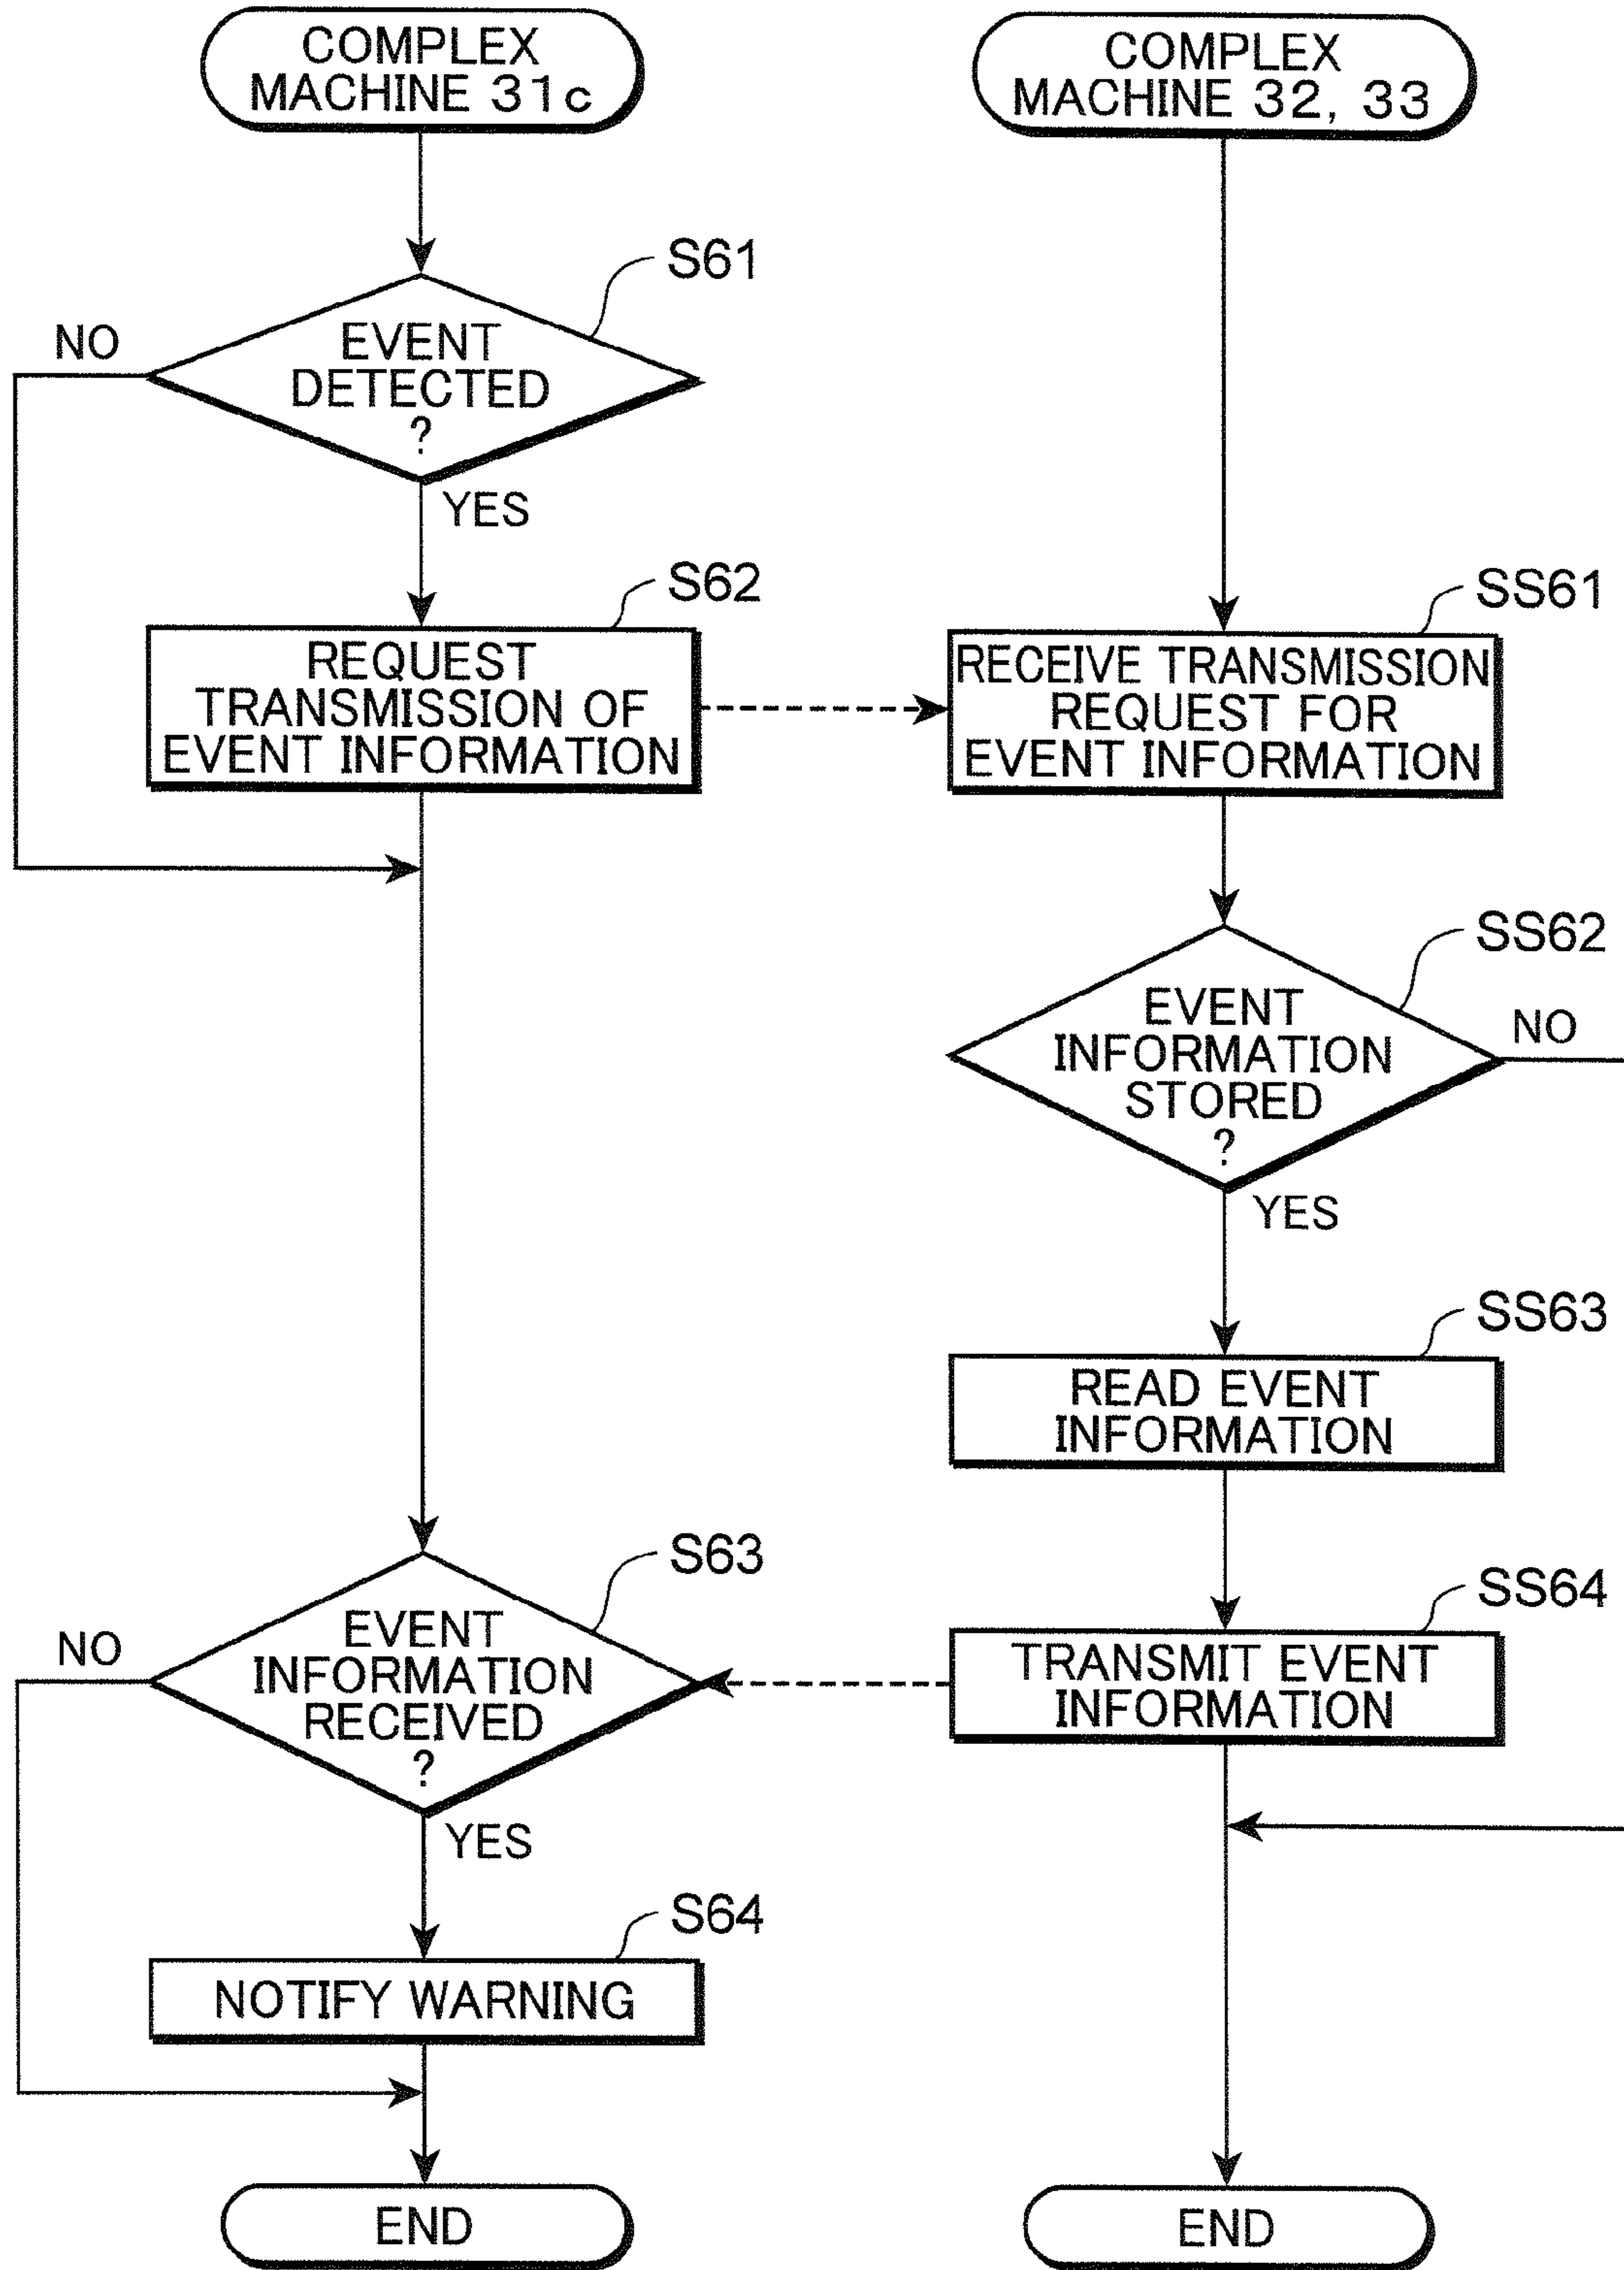 COMPLEX
MACHINE 31c
S61
EVENT
DETECTED
?
NO
YES
S62
REQUEST
TRANSMISSION OF
EVENT INFORMATION
S63
EVENT
INFORMATION
RECEIVED
?
NO
YES
S64
NOTIFY WARNING
END
COMPLEX
MACHINE 32, 33
SS61
RECEIVE TRANSMISSION
REQUEST FOR
EVENT INFORMATION
SS62
EVENT
INFORMATION
STORED
?
NO
YES
SS63
READ EVENT
INFORMATION
SS64
TRANSMIT EVENT
INFORMATION
END